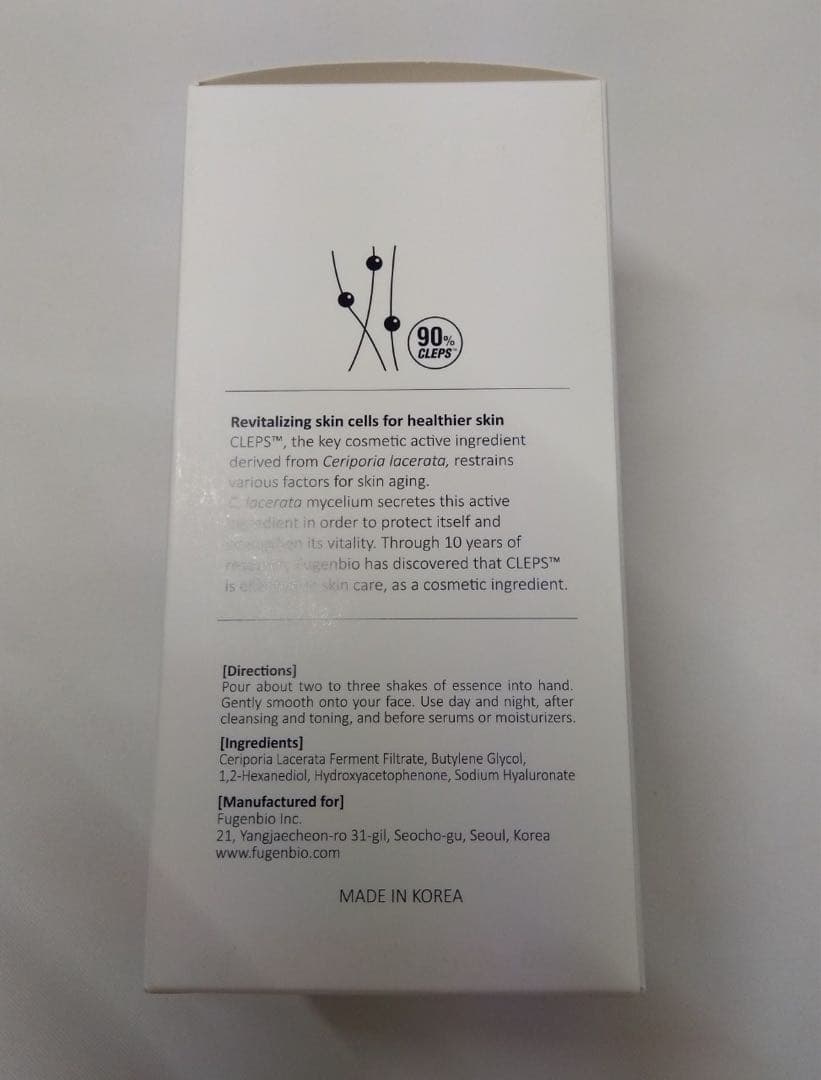 90%
CLEPS™
Revitalizing skin cells for healthier skin
CLEPS™, the key cosmetic active ingredient
derived from Ceriporia lacerata, restrains
various factors for skin aging.
C. lacerata mycelium secretes this active
ingredient in order to protect itself and
its vitality. Through 10 years of
Fugenbio has discovered that CLEPS™
is skin care, as a cosmetic ingredient.
[Directions]
Pour about two to three shakes of essence into hand.
Gently smooth onto your face. Use day and night, after
cleansing and toning, and before serums or moisturizers.
[Ingredients]
Ceriporia Lacerata Ferment Filtrate, Butylene Glycol,
1,2-Hexanediol, Hydroxyacetophenone, Sodium Hyaluronate
[Manufactured for]
Fugenbio Inc.
21, Yangjaecheon-ro 31-gil, Seocho-gu, Seoul, Korea
www.fugenbio.com
MADE IN KOREA